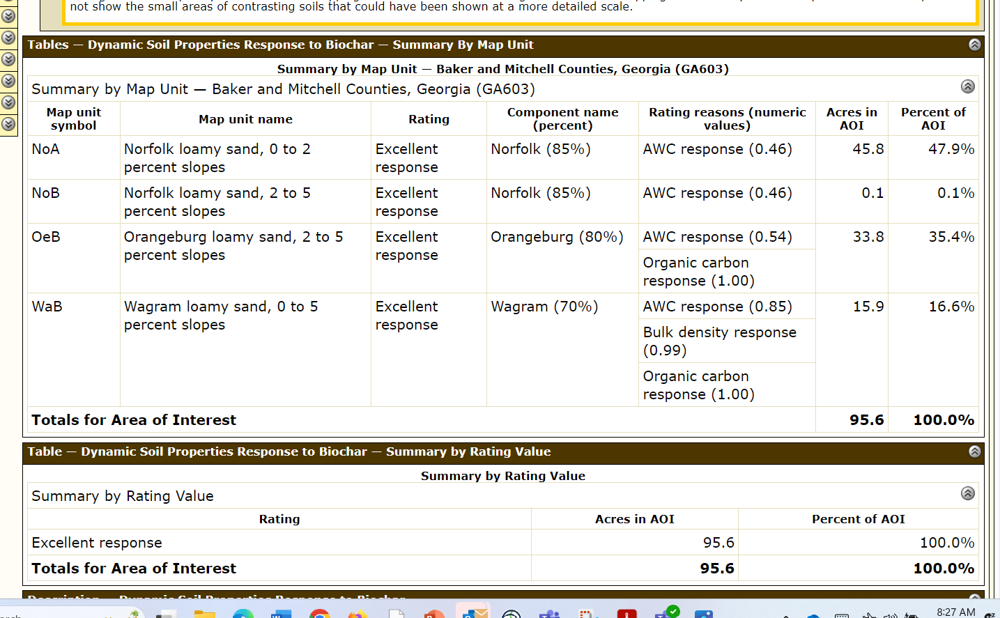 not show the small areas of contrasting soils that could have been shown at a more detailed scale.
Tables — Dynamic Soil Properties Response to Biochar — Summary By Map Unit
Summary by Map Unit — Baker and Mitchell Counties, Georgia (GA603)
Summary by Map Unit — Baker and Mitchell Counties, Georgia (GA603)
Map unit symbol Map unit name Rating Component name (percent) Rating reasons (numeric values) Acres in AOI Percent of AOI
NoA Norfolk loamy sand, 0 to 2 percent slopes Excellent response Norfolk (85%) AWC response (0.46) 45.8 47.9%
NoB Norfolk loamy sand, 2 to 5 percent slopes Excellent response Norfolk (85%) AWC response (0.46) 0.1 0.1%
OeB Orangeburg loamy sand, 2 to 5 percent slopes Excellent response Orangeburg (80%) AWC response (0.54) 33.8 35.4%
Organic carbon response (1.00)
WaB Wagram loamy sand, 0 to 5 percent slopes Excellent response Wagram (70%) AWC response (0.85) 15.9 16.6%
Bulk density response (0.99)
Organic carbon response (1.00)
Totals for Area of Interest 95.6 100.0%
Table — Dynamic Soil Properties Response to Biochar — Summary by Rating Value
Summary by Rating Value
Summary by Rating Value
Rating Acres in AOI Percent of AOI
Excellent response 95.6 100.0%
Totals for Area of Interest 95.6 100.0%
Description — Dynamic Soil Properties Response to Biochar
8:27 AM